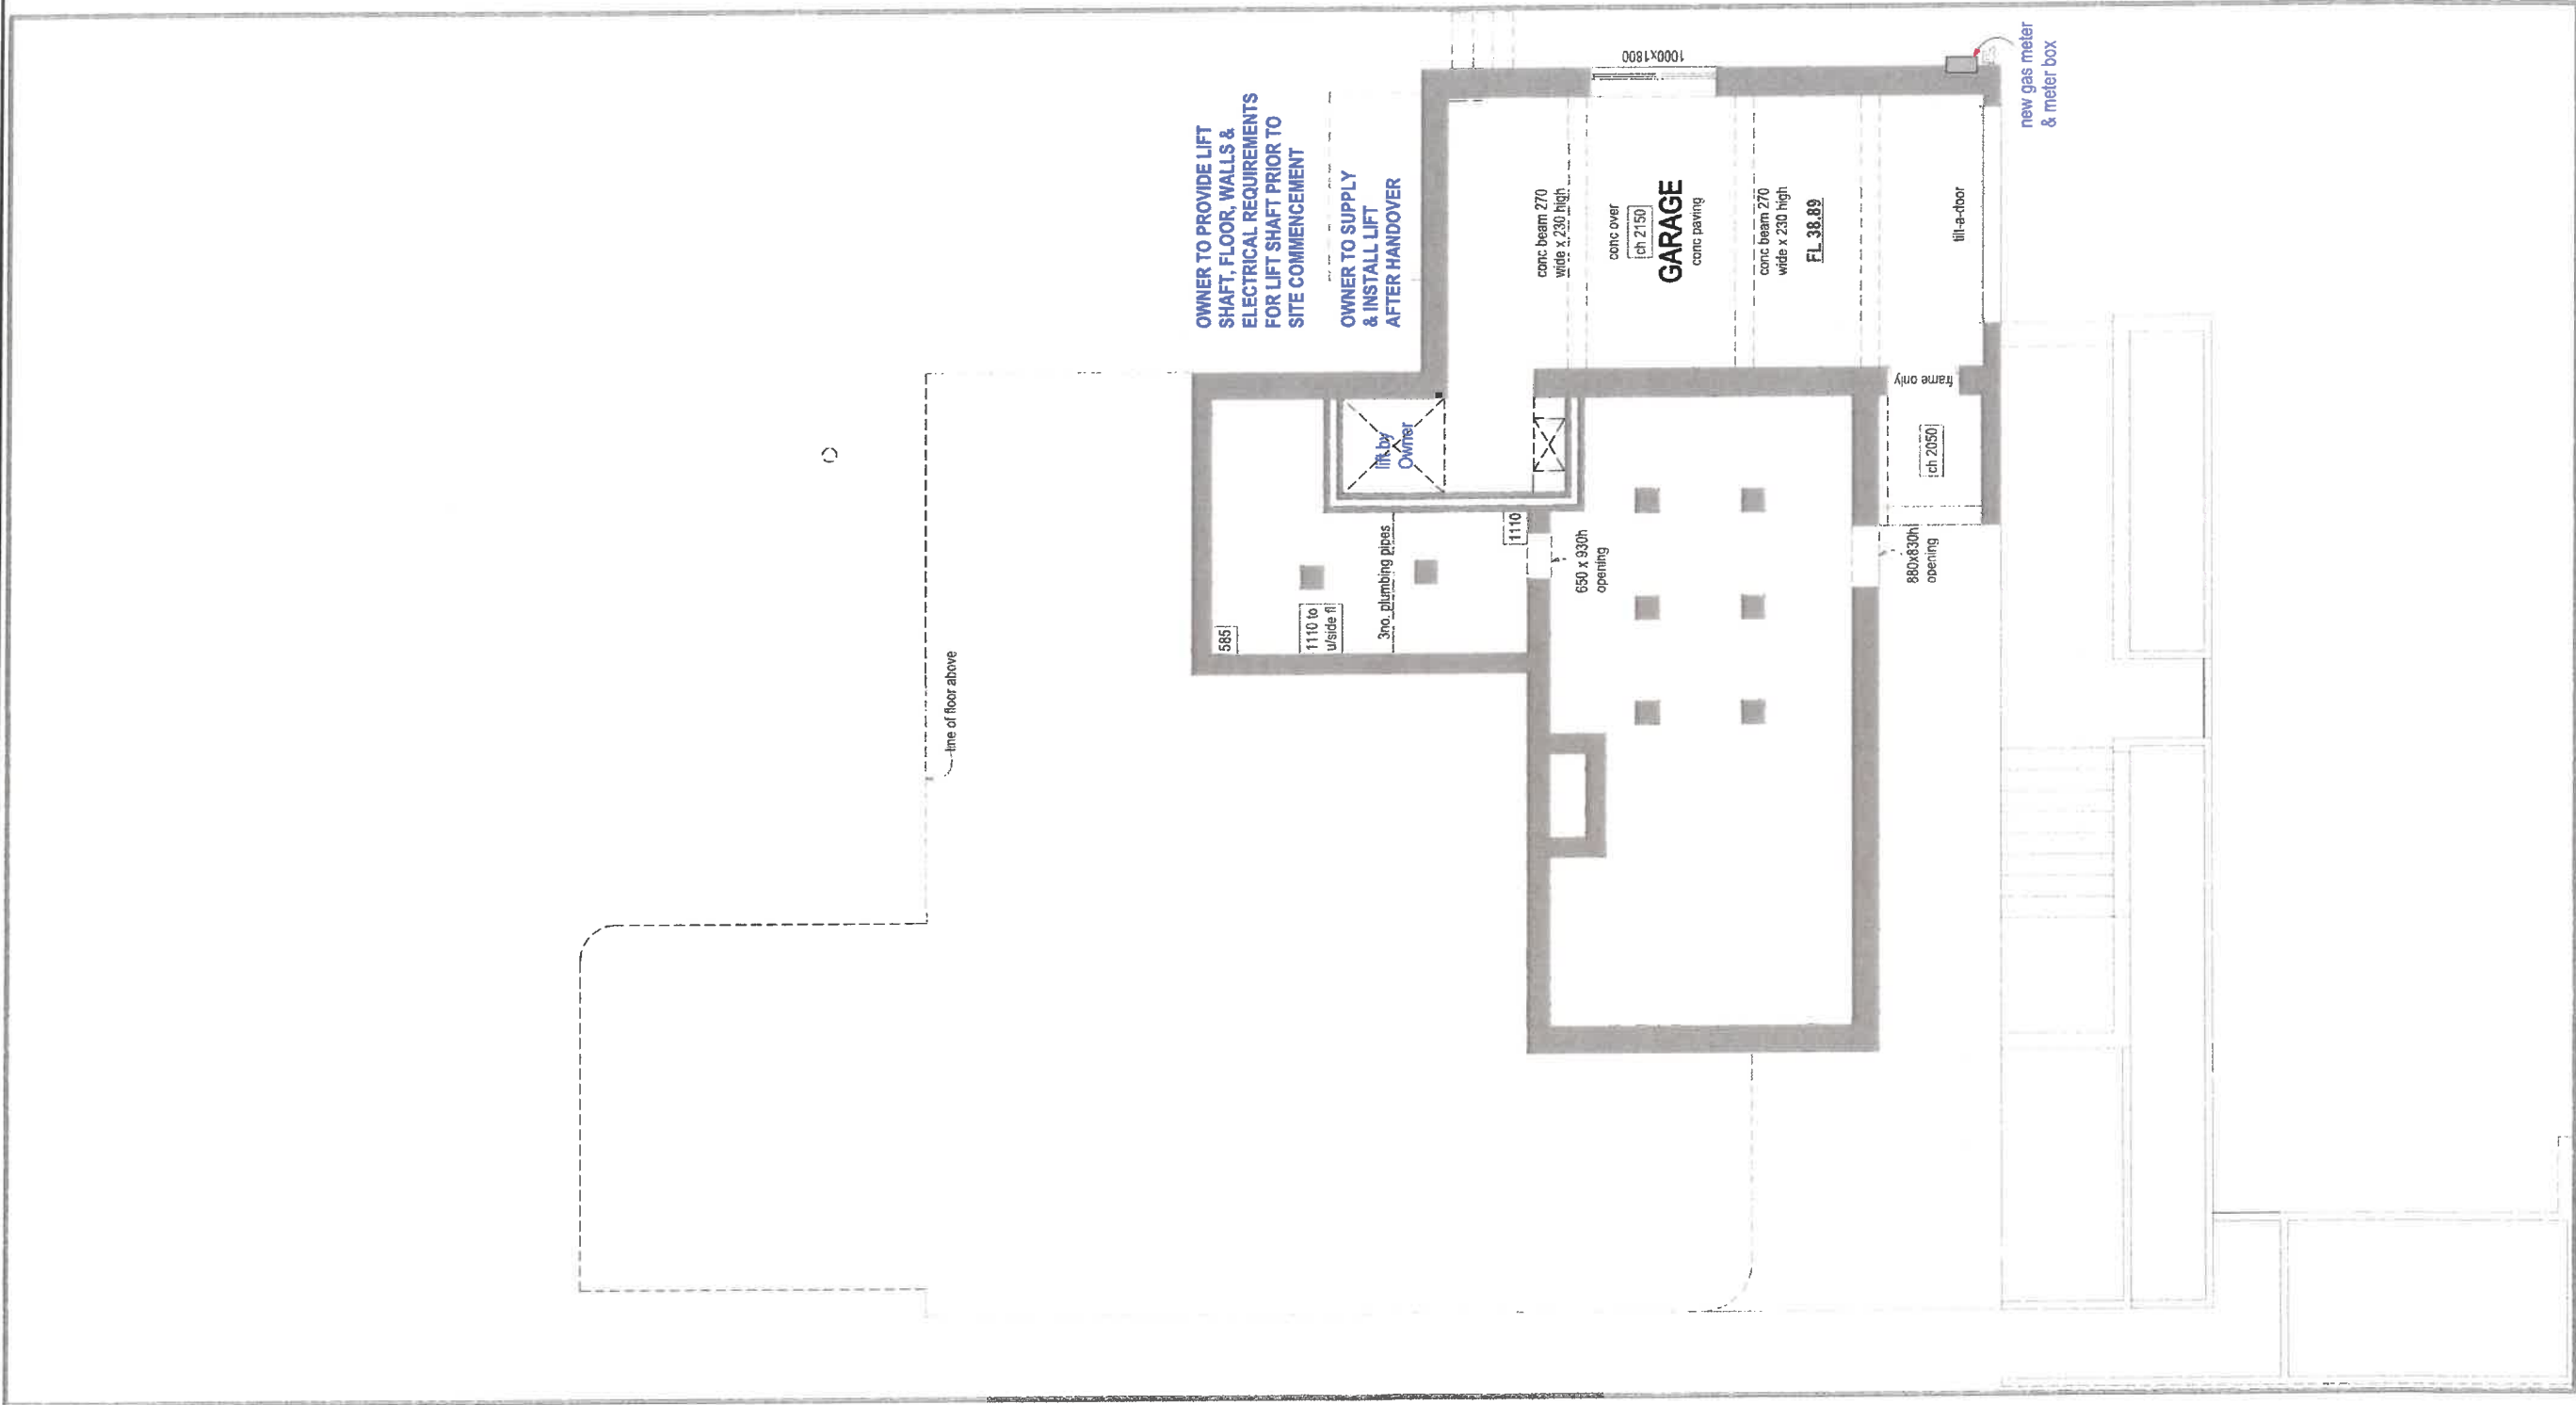 OWNER TO PROVIDE LIFT
SHAFT, FLOOR, WALLS &
ELECTRICAL REQUIREMENTS
FOR LIFT SHAFT PRIOR TO
SITE COMMENCEMENT
OWNER TO SUPPLY
& INSTALL LIFT
AFTER HANDOVER
1000x1800
new gas meter
& meter box
conc beam 270
wide x 230 high
conc over
ch 2150
GARAGE
conc paving
conc beam 270
wide x 230 high
FL 38.89
tilt-a-door
frame only
ch 2050
lift by
Owner
3no. plumbing pipes
1110
650 x 930h
opening
880x830h
opening
585
1110 to
u/side fl
line of floor above